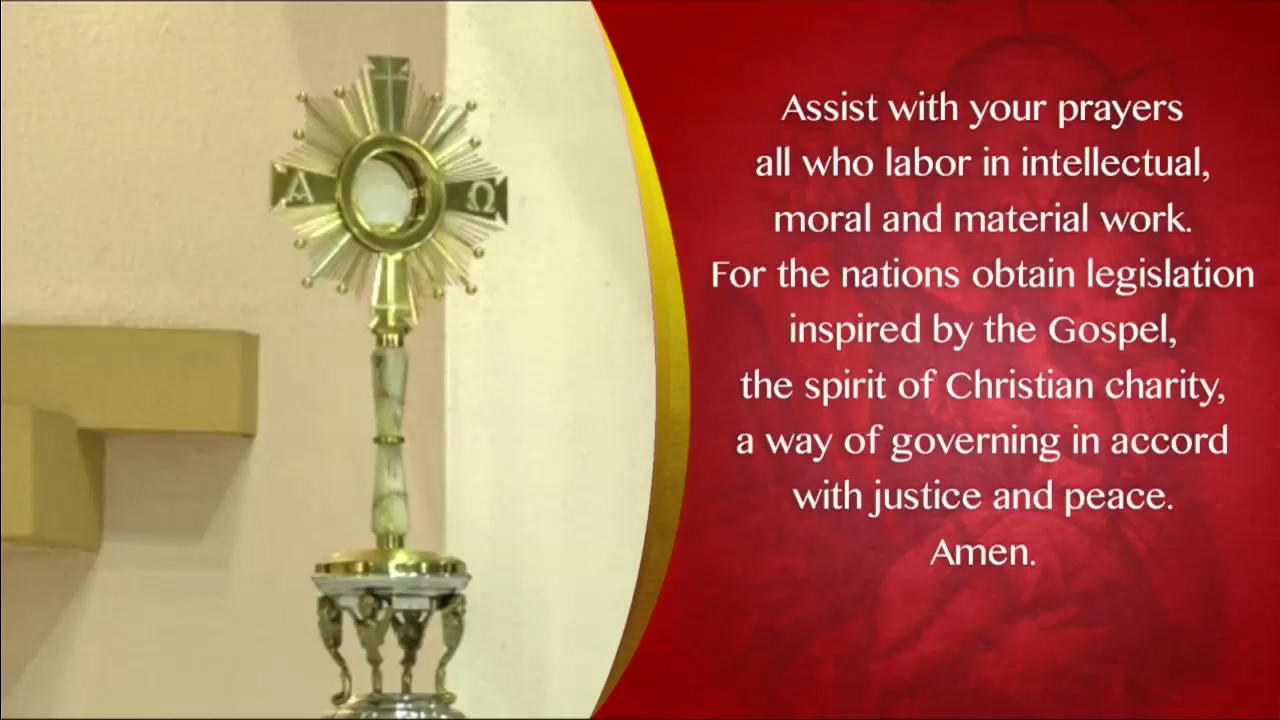 Α Ω
Assist with your prayers
all who labor in intellectual,
moral and material work.
For the nations obtain legislation
inspired by the Gospel,
the spirit of Christian charity,
a way of governing in accord
with justice and peace.
Amen.